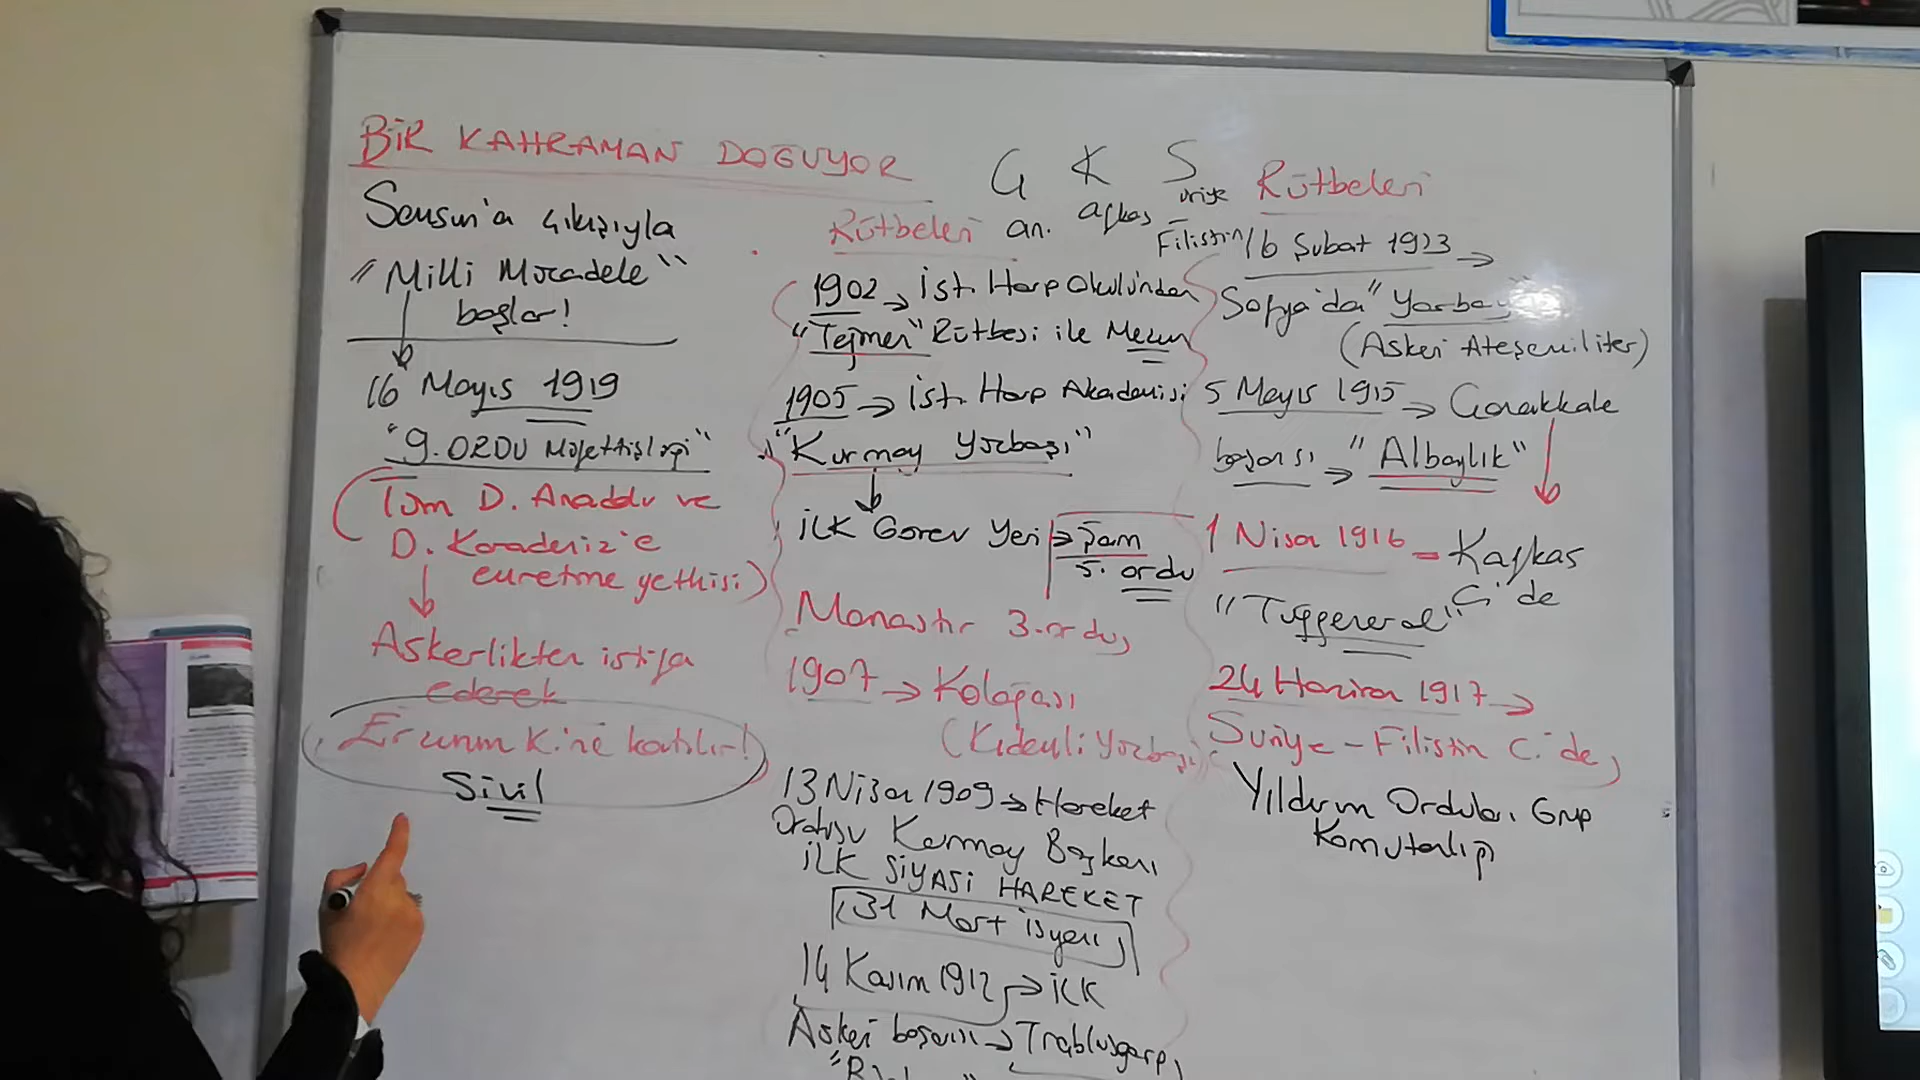 BİR KAHRAMAN DOĞUYOR
Samsun'a çıkışıyla
"Milli Mücadele"
başlar!
16 Mayıs 1919
"9. ORDU Müfettişliği"
Tüm D. Anadolu ve
D. Karadeniz'e
emretme yetkisi)
Askerlikten istifa
ederek
Erzurum K.'ne katılır!
Sivil
Ç K S
an. afkas uriye
Filistin
Rütbeleri
1902 → İst. Harp Okulundan
"Teğmen" Rütbesi ile Mezun
1905 → İst. Harp Akademisi
"Kurmay Yüzbaşı"
İLK Görev Yeri → Şam
5. ordu
Manastır 3. ordu,
1907 → Kolağası
(Kıdemli Yüzbaşı)
13 Nisan 1909 → Hareket
Ordusu Kurmay Başkanı
İLK SİYASİ HAREKET
(31 Mart isyanı)
14 Kasım 1912 → İLK
Askeri başarısı → Trablusgarp,
Rütbeleri
16 Şubat 1923 →
Sofya'da "Yarbay"
(Askeri Ateşemiliter)
5 Mayıs 1915 → Çanakkale
başarısı → "Albaylık"
1 Nisan 1916 - Kafkas
C.'de
"Tuğgeneral"
24 Haziran 1917 →
Suriye - Filistin C.'de,
Yıldırım Orduları Grup
Komutanlığı